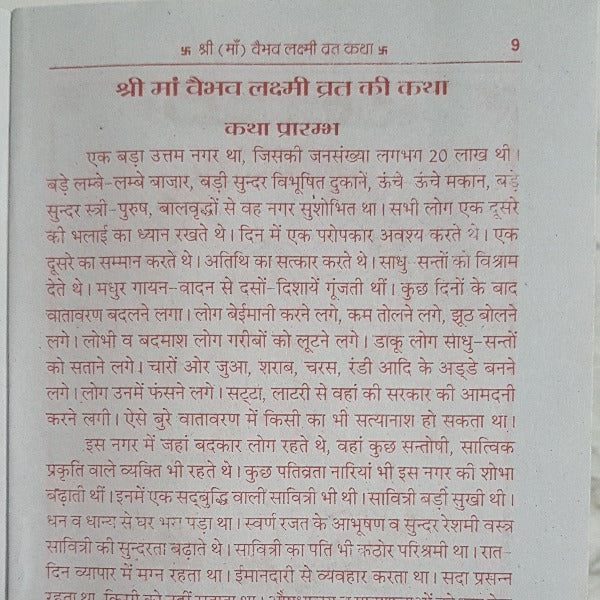 卐 श्री (माँ) वैभव लक्ष्मी व्रत कथा 卐 9
श्री मां वैभव लक्ष्मी व्रत की कथा
कथा प्रारम्भ
एक बड़ा उत्तम नगर था, जिसकी जनसंख्या लगभग 20 लाख थी।
बड़े लम्बे-लम्बे बाजार, बड़ी सुन्दर विभूषित दुकानें, ऊंचे ऊंचे मकान, बड़े
सुन्दर स्त्री-पुरुष, बालवृद्धों से वह नगर सुशोभित था। सभी लोग एक दूसरे
की भलाई का ध्यान रखते थे। दिन में एक परोपकार अवश्य करते थे। एक
दूसरे का सम्मान करते थे। अतिथि का सत्कार करते थे। साधु सन्तों को विश्राम
देते थे। मधुर गायन-वादन से दसों-दिशायें गूंजती थीं। कुछ दिनों के बाद
वातावरण बदलने लगा। लोग बेईमानी करने लगे, कम तोलने लगे, झूठ बोलने
लगे। लोभी व बदमाश लोग गरीबों को लूटने लगे। डाकू लोग साधु-सन्तों
को सताने लगे। चारों ओर जुआ, शराब, चरस, रंडी आदि के अड्डे बनने
लगे। लोग उनमें फंसने लगे। सट्टा, लाटरी से वहां की सरकार की आमदनी
करने लगी। ऐसे बुरे वातावरण में किसी का भी सत्यानाश हो सकता था।
इस नगर में जहां बदकार लोग रहते थे, वहां कुछ सन्तोषी, सात्विक
प्रकृति वाले व्यक्ति भी रहते थे। कुछ पतिव्रता नारियां भी इस नगर की शोभा
बढ़ाती थीं। इनमें एक सद्बुद्धि वाली सावित्री भी थी। सावित्री बड़ी सुखी थी।
धन व धान्य से घर भरा पड़ा था। स्वर्ण रजत के आभूषण व सुन्दर रेशमी वस्त्र
सावित्री की सुन्दरता बढ़ाते थे। सावित्री का पति भी कठोर परिश्रमी था। रात-
दिन व्यापार में मग्न रहता था। ईमानदारी से व्यवहार करता था। सदा प्रसन्न